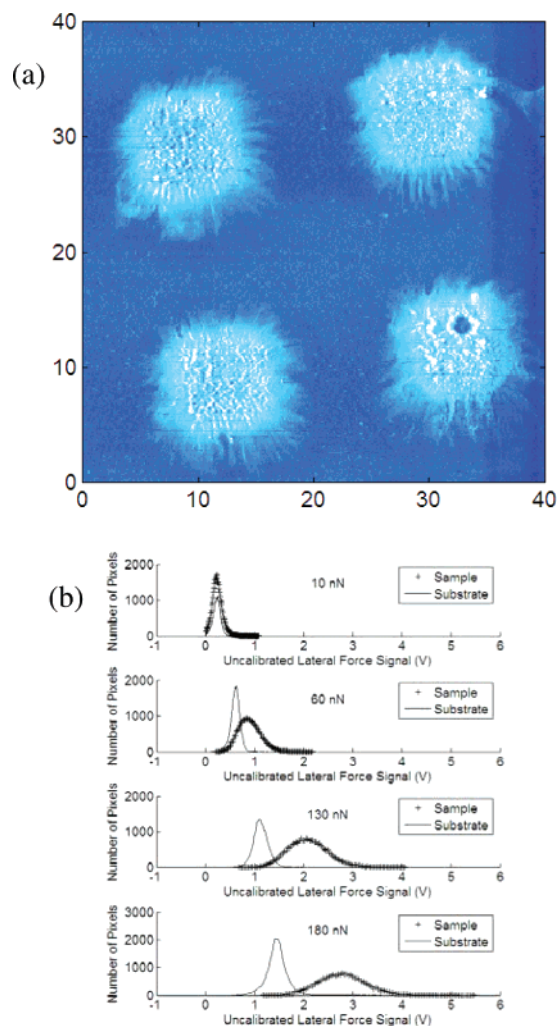 (a)
40
30
20
10
0
0 10 20 30 40
(b)
Number of Pixels
2000
1000
0
10 nN
Sample
Substrate
-1 0 1 2 3 4 5 6
Uncalibrated Lateral Force Signal (V)
Number of Pixels
2000
1000
0
60 nN
Sample
Substrate
-1 0 1 2 3 4 5 6
Uncalibrated Lateral Force Signal (V)
Number of Pixels
2000
1000
0
130 nN
Sample
Substrate
-1 0 1 2 3 4 5 6
Uncalibrated Lateral Force Signal (V)
Number of Pixels
3000
2000
1000
0
180 nN
Sample
Substrate
-1 0 1 2 3 4 5 6
Uncalibrated Lateral Force Signal (V)